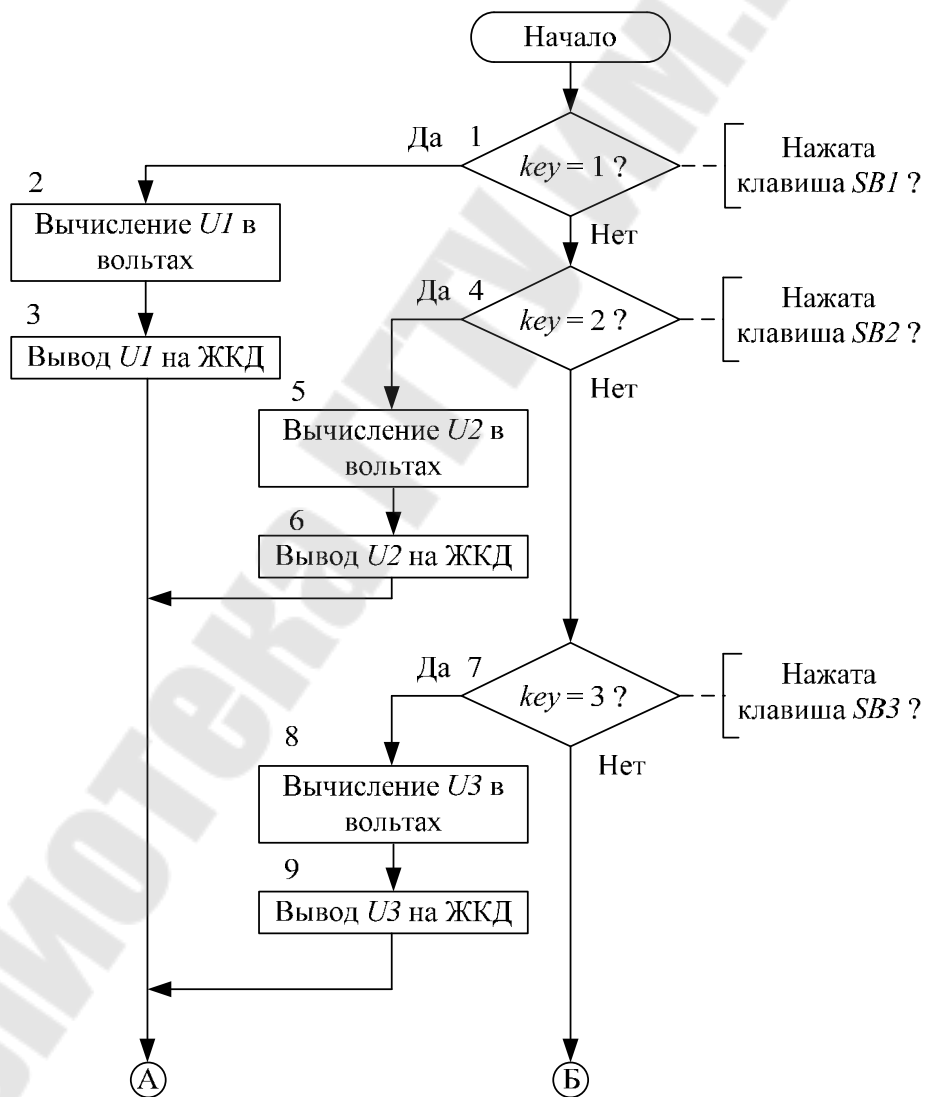 Начало
Да 1
key = 1 ?
Нажата
клавиша SB1 ?
Нет
2
Вычисление U1 в
вольтах
3
Вывод U1 на ЖКД
Да 4
key = 2 ?
Нажата
клавиша SB2 ?
Нет
5
Вычисление U2 в
вольтах
6
Вывод U2 на ЖКД
Да 7
key = 3 ?
Нажата
клавиша SB3 ?
Нет
8
Вычисление U3 в
вольтах
9
Вывод U3 на ЖКД
А
Б
ГГТУ им.